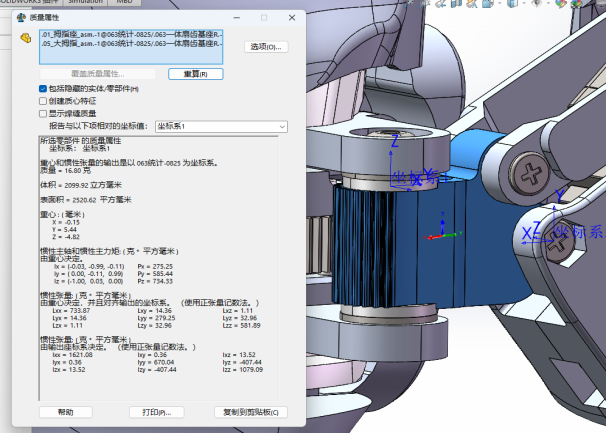 SOLIDWORKS 插件
Simulation
MBD
质量属性
.01_拇指座_asm.-1@063统计-0825/.063一体扇齿基座R.-
.05_大拇指_asm.-1@063统计-0825/.063一体扇齿基座R.-
选项(O)...
覆盖质量属性...
重算(R)
包括隐藏的实体/零部件(H)
创建质心特征
显示焊缝质量
报告与以下项相对的坐标值:
坐标系1
所选零部件 的质量属性
坐标系: 坐标系1
重心和惯性张量的输出是以 063统计-0825 为坐标系。
质量 = 16.80 克
体积 = 2099.92 立方毫米
表面积 = 2520.62 平方毫米
重心: ( 毫米 )
X = -0.15
Y = 5.44
Z = -4.82
惯性主轴和惯性主力矩: ( 克 * 平方毫米 )
由重心决定。
Ix = (-0.03, -0.99, -0.11) Px = 275.25
Iy = ( 0.00, -0.11, 0.99) Py = 585.44
Iz = (-1.00, 0.03, 0.00) Pz = 734.33
惯性张量: ( 克 * 平方毫米 )
由重心决定，并且对齐输出的坐标系。 （使用正张量记数法。）
Lxx = 733.87 Lxy = 14.36 Lxz = 1.11
Lyx = 14.36 Lyy = 279.25 Lyz = 32.96
Lzx = 1.11 Lzy = 32.96 Lzz = 581.89
惯性张量: ( 克 * 平方毫米 )
由输出座标系决定。 （使用正张量记数法。）
Ixx = 1621.08 Ixy = 0.36 Ixz = 13.52
Iyx = 0.36 Iyy = 670.04 Iyz = -407.44
Izx = 13.52 Izy = -407.44 Izz = 1079.09
帮助
打印(P)...
复制到剪贴板(C)
Z
坐标系1
X
Y
Y
X
Z
坐标系